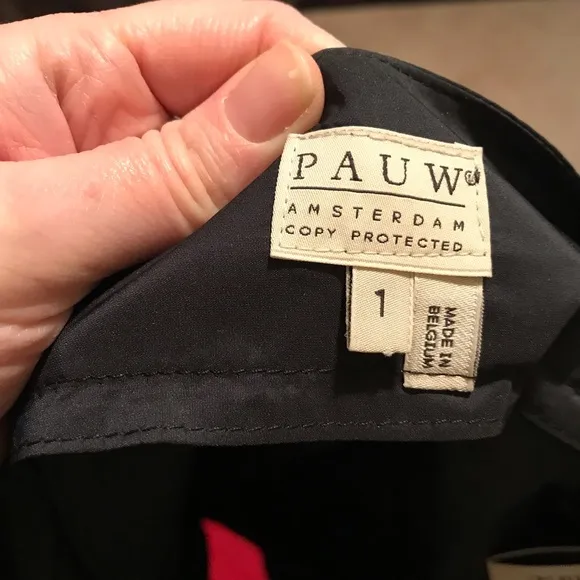 PAUW®
AMSTERDAM
COPY PROTECTED
1
MADE IN
BELGIUM